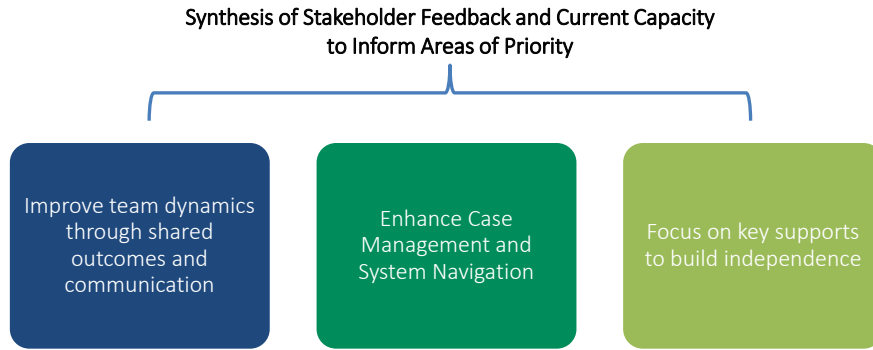 Synthesis of Stakeholder Feedback and Current Capacity
to Inform Areas of Priority
Improve team dynamics
through shared
outcomes and
communication
Enhance Case
Management and
System Navigation
Focus on key supports
to build independence